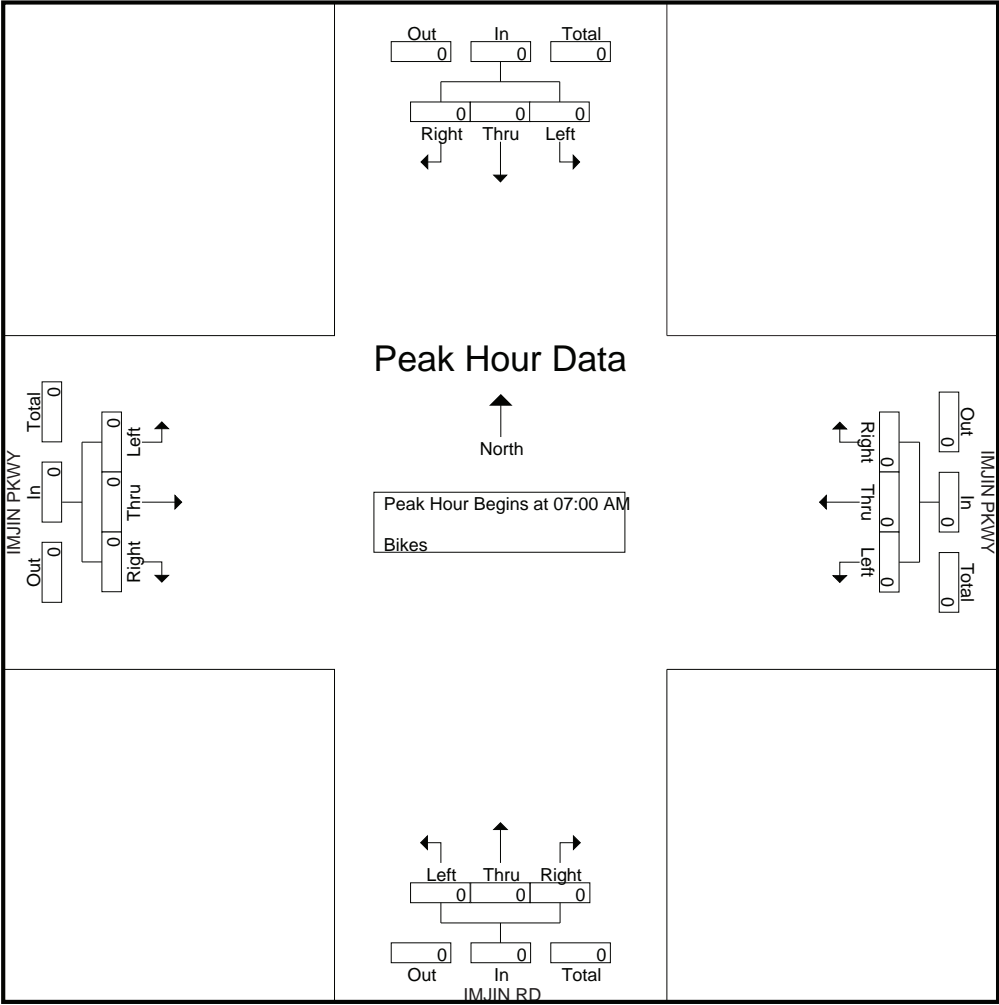 Out In Total
0 0 0
0 0 0
Right Thru Left
Peak Hour Data
North
Peak Hour Begins at 07:00 AM
Bikes
IMJIN PKWY
Total In Out
0 0 0
0 0 0
Left Thru Right
Right Thru Left
0 0 0
Out In Total
0 0 0
IMJIN PKWY
Left Thru Right
0 0 0
0 0 0
Out In Total
IMJIN RD